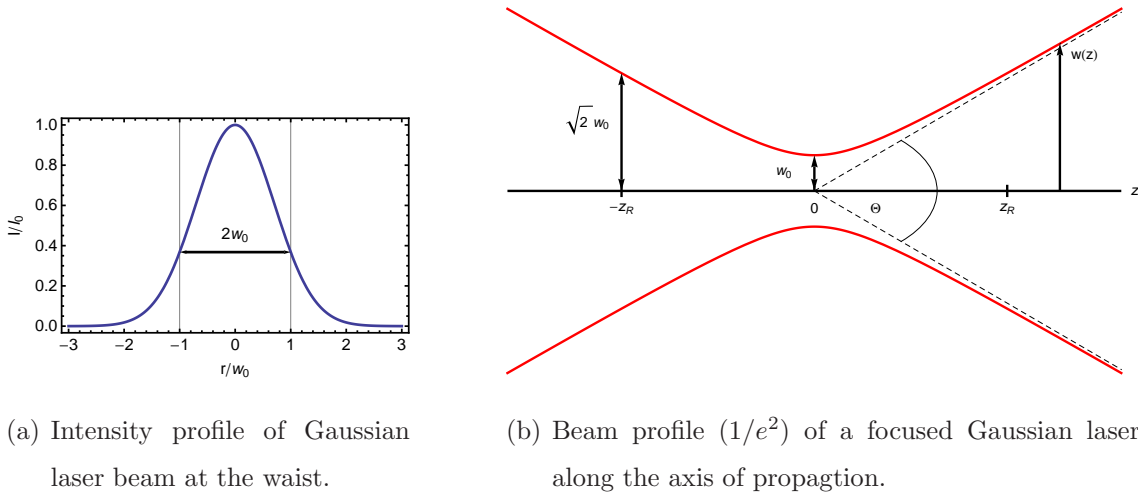 1.0
0.8
0.6
0.4
0.2
0.0
I/I₀
2w₀
−3 −2 −1 0 1 2 3
r/w₀
w(z)
√2 w₀
w₀
z
−z_R 0 Θ z_R
(a) Intensity profile of Gaussian
laser beam at the waist.
(b) Beam profile (1/e²) of a focused Gaussian laser
along the axis of propagtion.